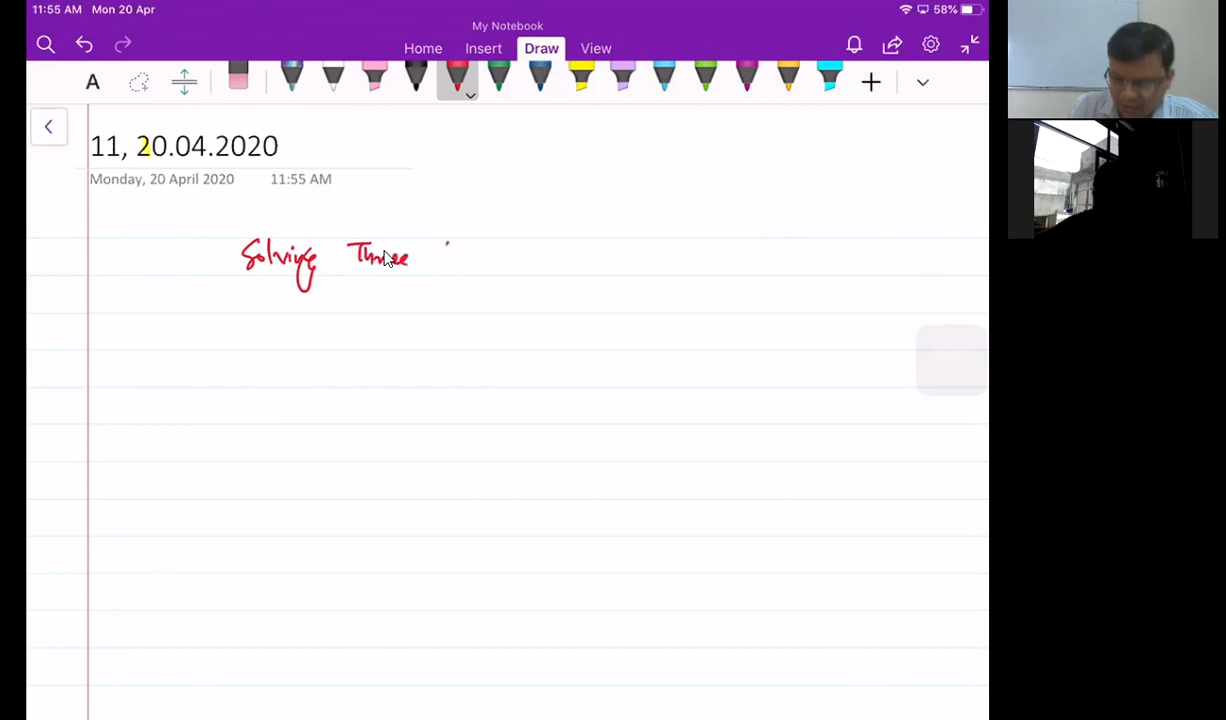 11:55 AM Mon 20 Apr 58%
My Notebook
Home Insert Draw View
A
11, 20.04.2020
Monday, 20 April 2020 11:55 AM
Solving Three